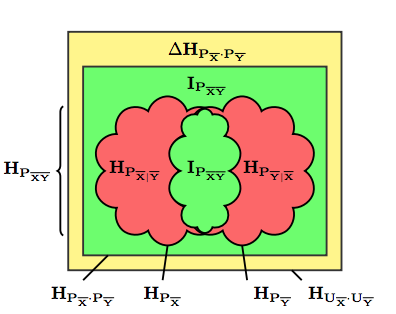 ΔH_{P_{\overline{X}}·P_{\overline{Y}}}
I_{P_{\overline{XY}}}
H_{P_{\overline{XY}}}
H_{P_{\overline{X}|\overline{Y}}} I_{P_{\overline{XY}}} H_{P_{\overline{Y}|\overline{X}}}
H_{P_{\overline{X}}·P_{\overline{Y}}} H_{P_{\overline{X}}} H_{P_{\overline{Y}}} H_{U_{\overline{X}}·U_{\overline{Y}}}